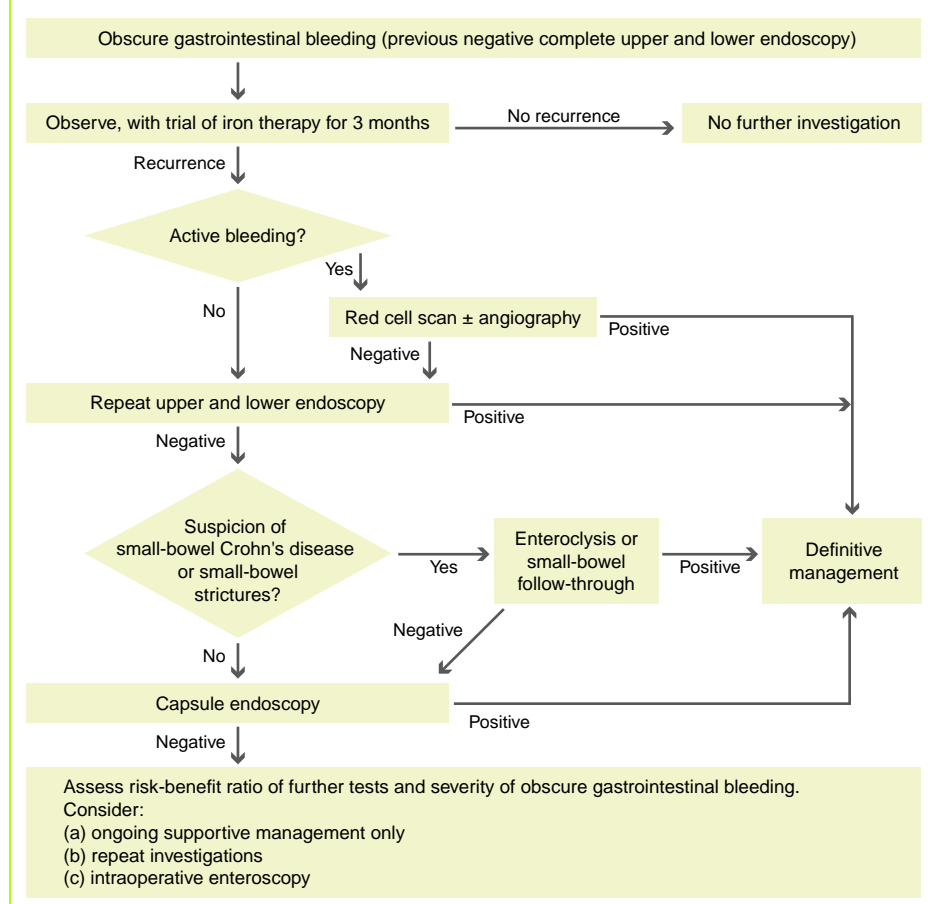 Obscure gastrointestinal bleeding (previous negative complete upper and lower endoscopy)
Observe, with trial of iron therapy for 3 months
No recurrence
No further investigation
Recurrence
Active bleeding?
Yes
No
Red cell scan ± angiography
Positive
Negative
Repeat upper and lower endoscopy
Positive
Negative
Suspicion of
small-bowel Crohn's disease
or small-bowel
strictures?
Yes
Enteroclysis or
small-bowel
follow-through
Positive
Definitive
management
Negative
No
Capsule endoscopy
Positive
Negative
Assess risk-benefit ratio of further tests and severity of obscure gastrointestinal bleeding.
Consider:
(a) ongoing supportive management only
(b) repeat investigations
(c) intraoperative enteroscopy